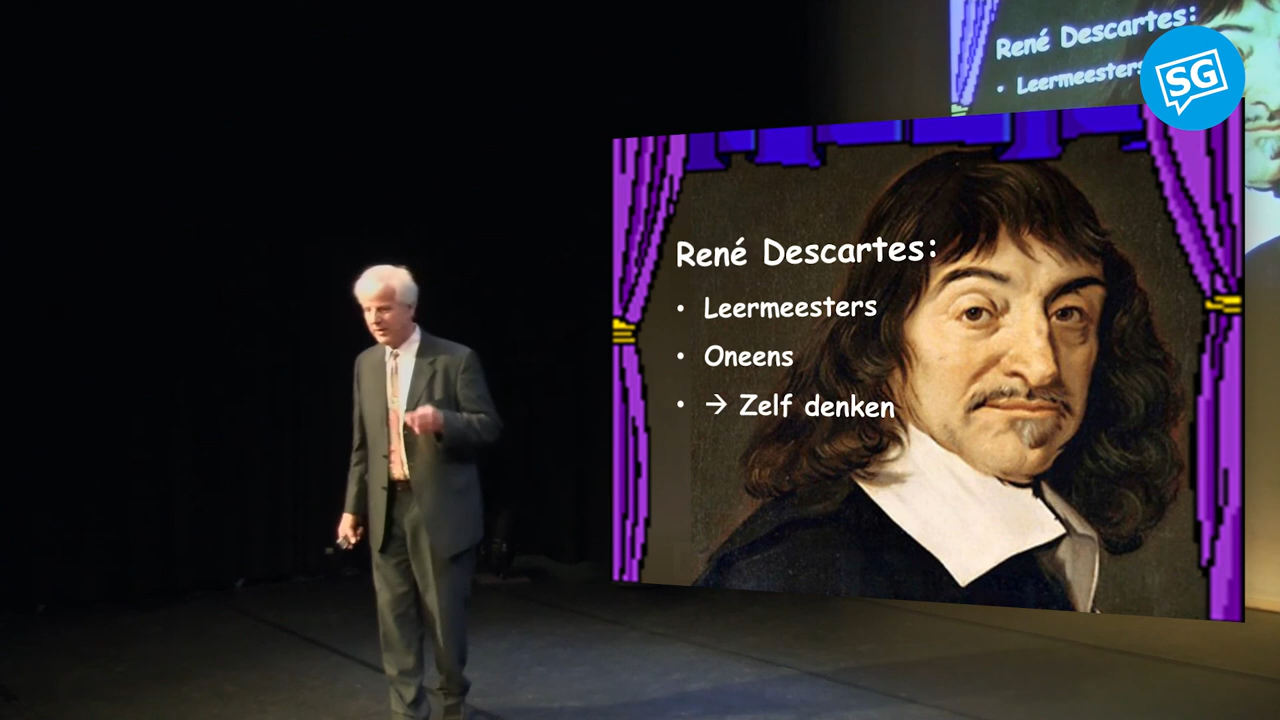 René Descartes:
• Leermeesters
SG
René Descartes:
• Leermeesters
• Oneens
• → Zelf denken